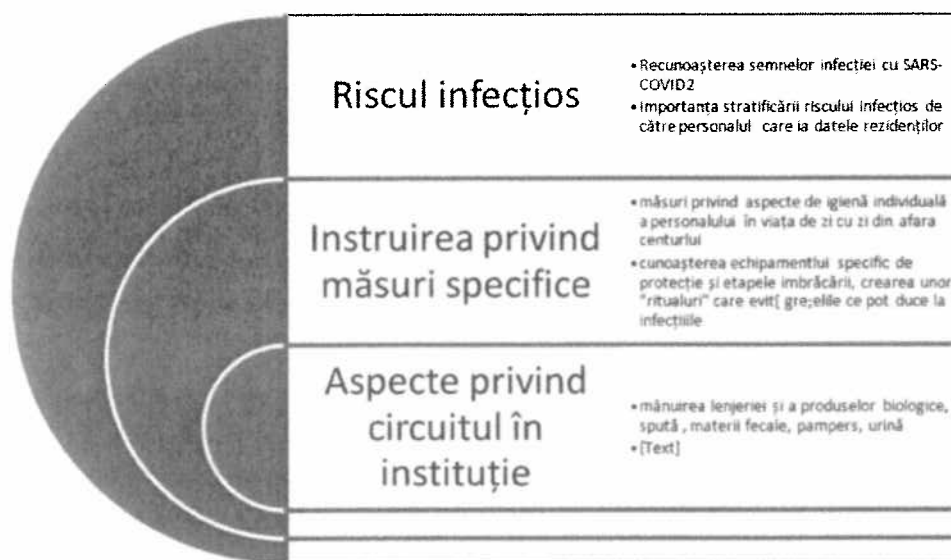 Riscul infecțios
• Recunoașterea semnelor infecției cu SARS-
COVID2
• Importanța stratificării riscului infecțios de
către personalul care ia datele rezidenților
Instruirea privind
măsuri specifice
• măsuri privind aspecte de igienă individuală
a personalului în viața de zi cu zi din afara
centurlui
• cunoașterea echipamentlui specific de
protecție și etapele imbrăcării, crearea unor
"ritualuri" care evit[ gre;elile ce pot duce la
infecțiile
Aspecte privind
circuitul în
instituție
• mânuirea lenjeriei și a produselor biologice,
spută , materii fecale, pampers, urină
• [Text]